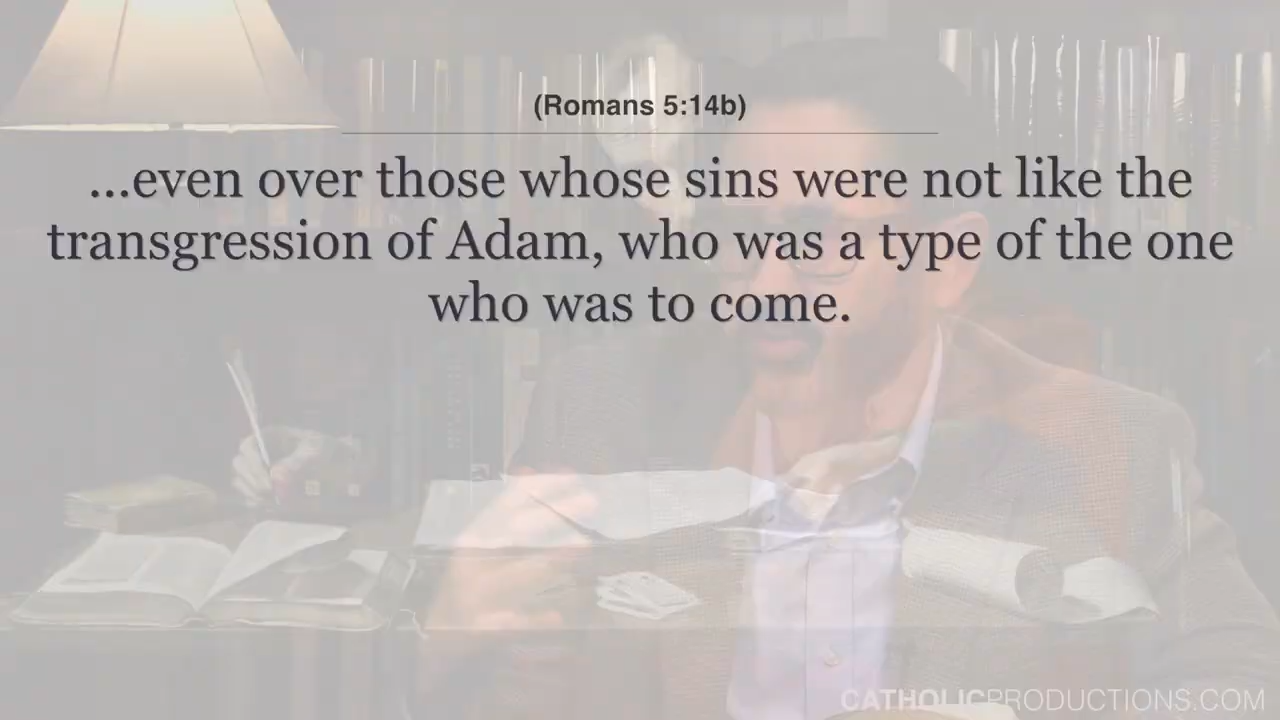 (Romans 5:14b)
...even over those whose sins were not like the
transgression of Adam, who was a type of the one
who was to come.
CATHOLICPRODUCTIONS.COM